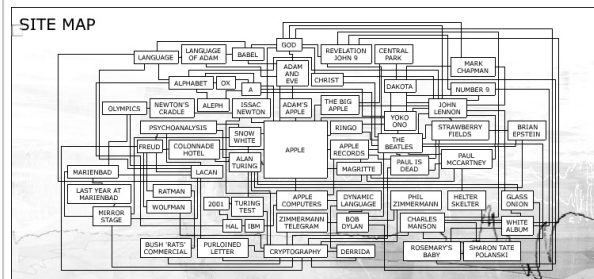 SITE MAP
GOD
LANGUAGE
LANGUAGE
OF ADAM
BABEL
REVELATION
JOHN 9
CENTRAL
PARK
MARK
CHAPMAN
ADAM
AND
EVE
CHRIST
ALPHABET
OX
A
DAKOTA
NUMBER 9
OLYMPICS
NEWTON'S
CRADLE
ALEPH
ISSAC
NEWTON
ADAM'S
APPLE
THE BIG
APPLE
JOHN
LENNON
YOKO
ONO
PSYCHOANALYSIS
SNOW
WHITE
APPLE
RINGO
STRAWBERRY
FIELDS
BRIAN
EPSTEIN
FREUD
COLONNADE
HOTEL
ALAN
TURING
APPLE
RECORDS
THE
BEATLES
PAUL IS
DEAD
PAUL
MCCARTNEY
MARIENBAD
LACAN
MAGRITTE
LAST YEAR AT
MARIENBAD
RATMAN
WOLFMAN
2001
TURING
TEST
APPLE
COMPUTERS
DYNAMIC
LANGUAGE
PHIL
ZIMMERMANN
HELTER
SKELTER
GLASS
ONION
MIRROR
STAGE
HAL
IBM
ZIMMERMANN
TELEGRAM
BOB
DYLAN
CHARLES
MANSON
WHITE
ALBUM
BUSH 'RATS'
COMMERCIAL
PURLOINED
LETTER
CRYPTOGRAPHY
DERRIDA
ROSEMARY'S
BABY
SHARON TATE
POLANSKI